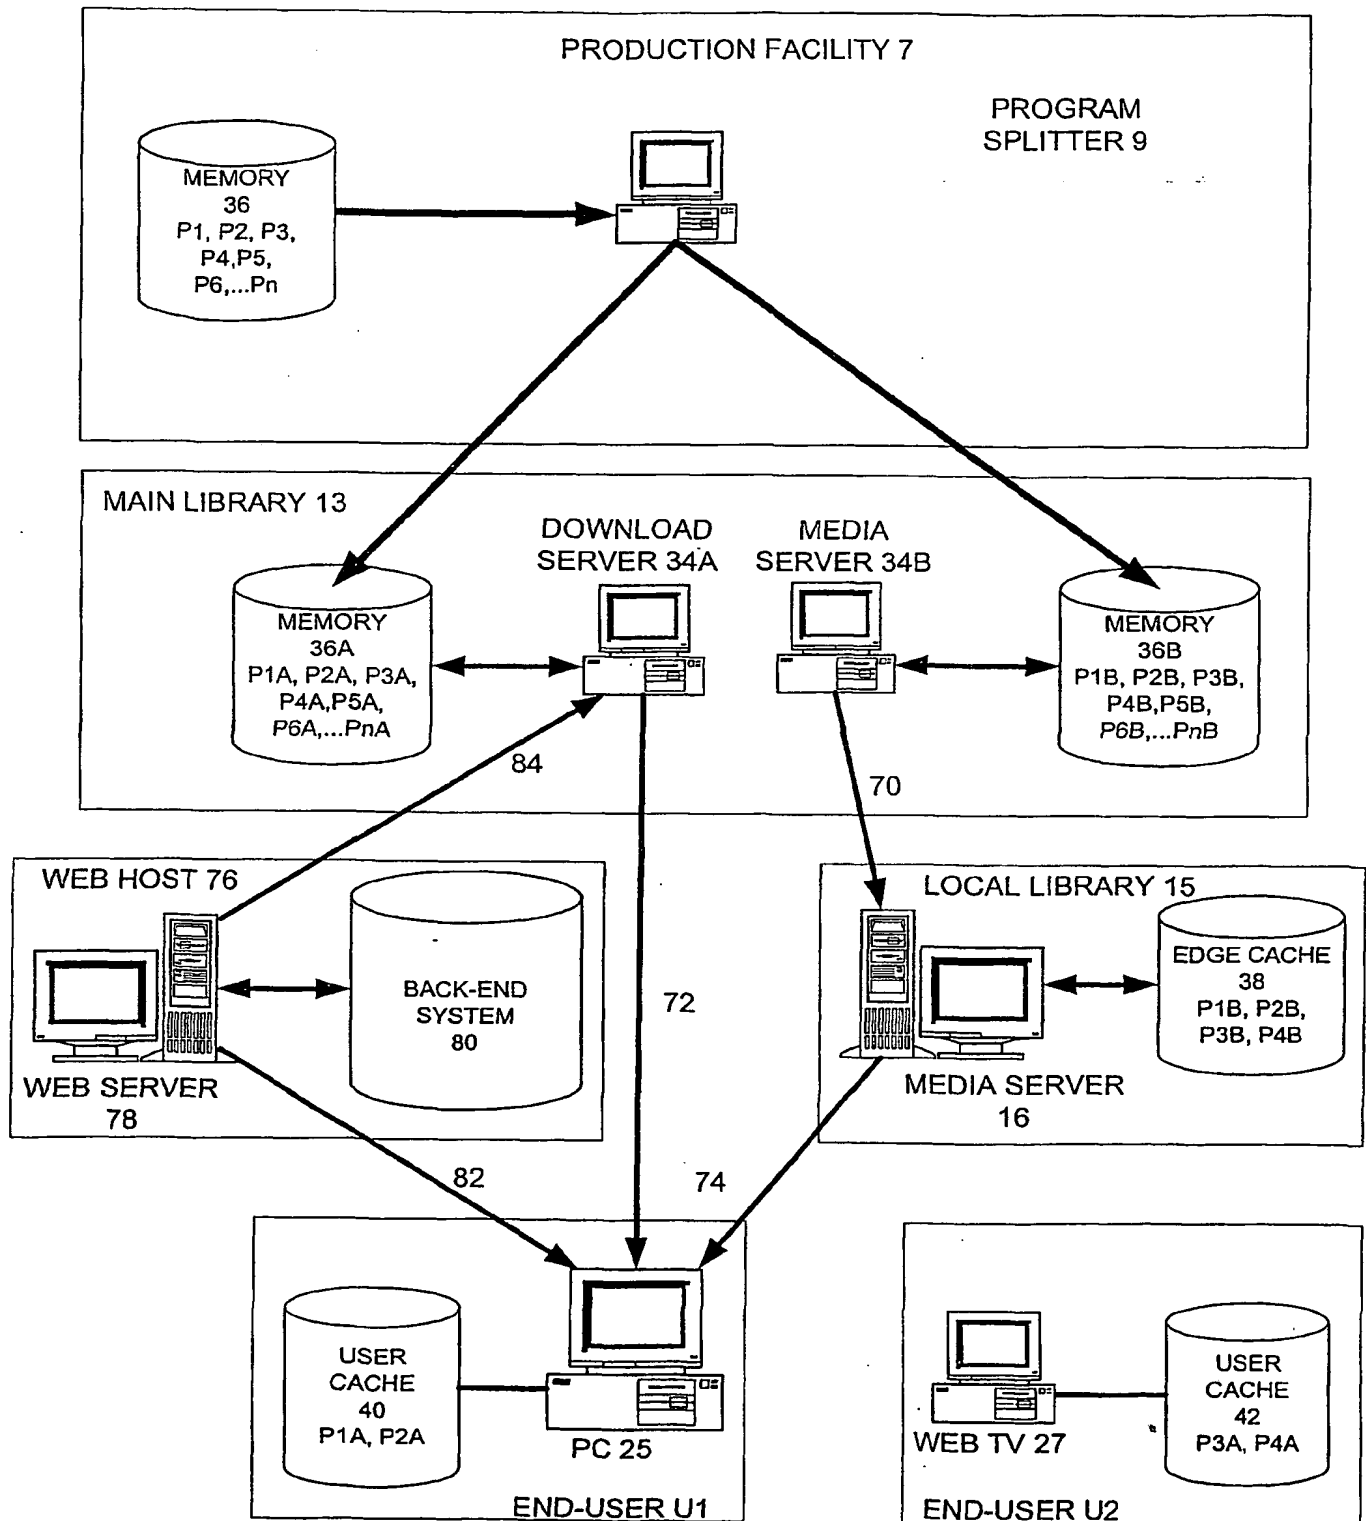 PRODUCTION FACILITY 7
PROGRAM
SPLITTER 9
MEMORY
36
P1, P2, P3,
P4,P5,
P6,...Pn
MAIN LIBRARY 13
DOWNLOAD
SERVER 34A
MEDIA
SERVER 34B
MEMORY
36A
P1A, P2A, P3A,
P4A,P5A,
P6A,...PnA
MEMORY
36B
P1B, P2B, P3B,
P4B,P5B,
P6B,...PnB
84
70
WEB HOST 76
BACK-END
SYSTEM
80
WEB SERVER
78
72
LOCAL LIBRARY 15
EDGE CACHE
38
P1B, P2B,
P3B, P4B
MEDIA SERVER
16
82
74
USER
CACHE
40
P1A, P2A
PC 25
END-USER U1
WEB TV 27
USER
CACHE
42
P3A, P4A
END-USER U2